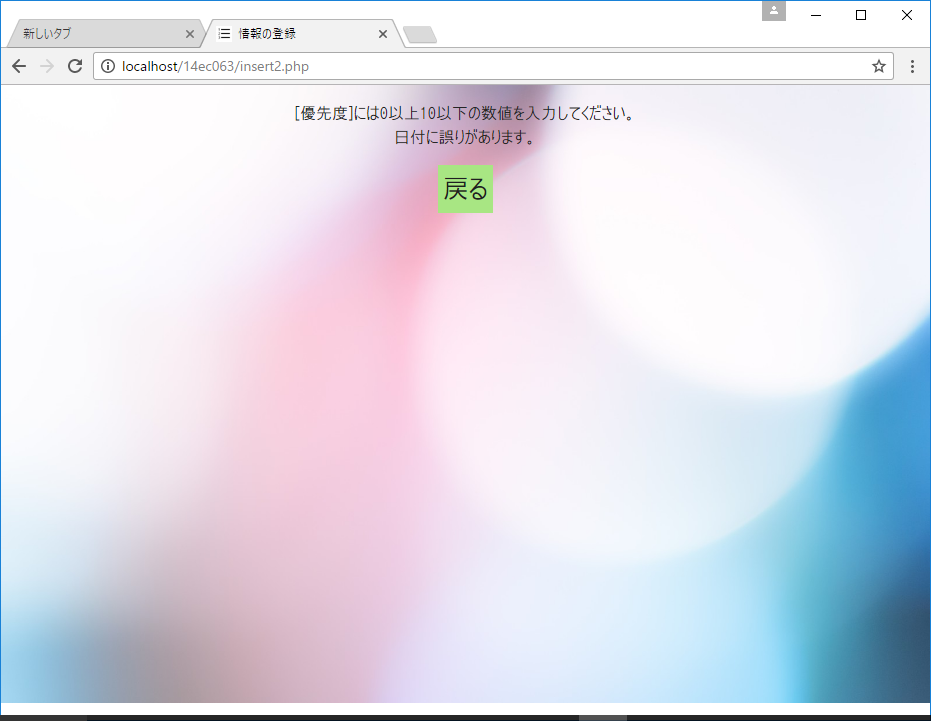 新しいタブ
情報の登録
localhost/14ec063/insert2.php
[優先度]には0以上10以下の数値を入力してください。
日付に誤りがあります。
戻る